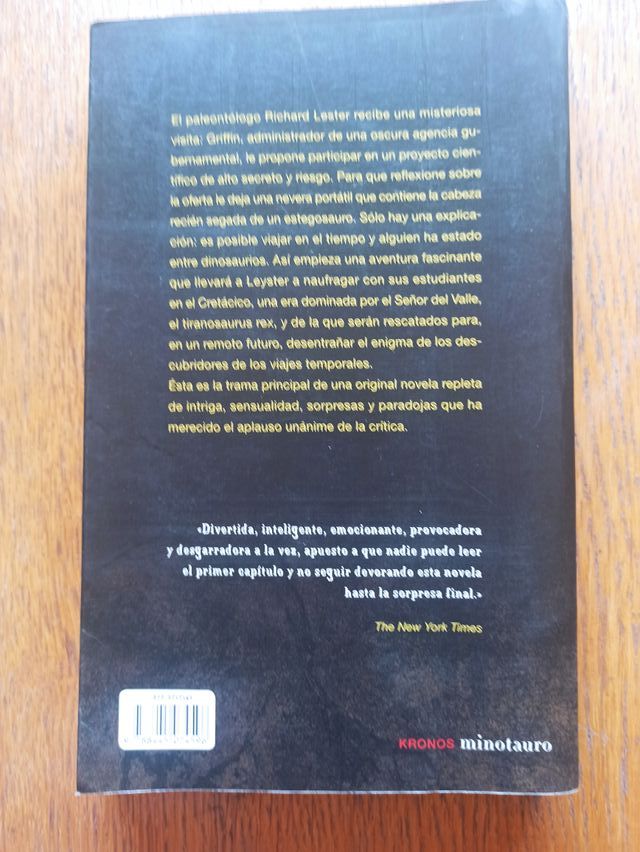 El paleontólogo Richard Lester recibe una misteriosa
visita: Griffin, administrador de una oscura agencia gu-
bernamental, le propone participar en un proyecto cien-
tífico de alto secreto y riesgo. Para que reflexione sobre
la oferta le deja una nevera portátil que contiene la cabeza
recién segada de un estegosauro. Sólo hay una explica-
ción: es posible viajar en el tiempo y alguien ha estado
entre dinosaurios. Así empieza una aventura fascinante
que llevará a Leyster a naufragar con sus estudiantes
en el Cretácico, una era dominada por el Señor del Valle,
el tiranosaurus rex, y de la que serán rescatados para,
en un remoto futuro, desentrañar el enigma de los des-
cubridores de los viajes temporales.
Ésta es la trama principal de una original novela repleta
de intriga, sensualidad, sorpresas y paradojas que ha
merecido el aplauso unánime de la crítica.
«Divertida, inteligente, emocionante, provocadora
y desgarradora a la vez, apuesto a que nadie puede leer
el primer capítulo y no seguir devorando esta novela
hasta la sorpresa final.»
The New York Times
KRONOS minotauro